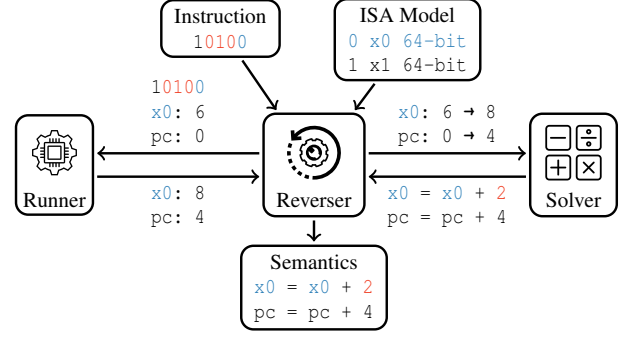 Instruction
10100
ISA Model
0 x0 64-bit
1 x1 64-bit
10100
x0: 6
pc: 0
x0: 6 → 8
pc: 0 → 4
Runner
Reverser
Solver
x0: 8
pc: 4
x0 = x0 + 2
pc = pc + 4
Semantics
x0 = x0 + 2
pc = pc + 4